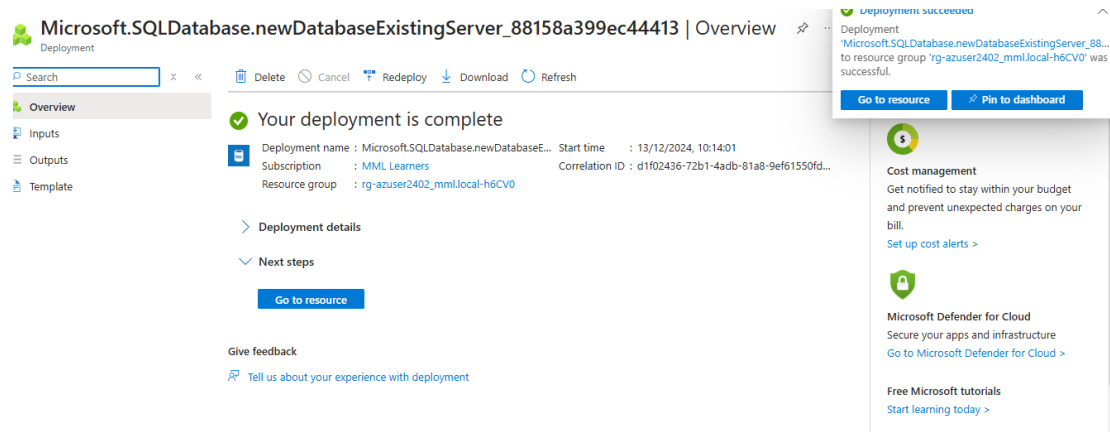 Microsoft.SQLDatabase.newDatabaseExistingServer_88158a399ec44413 | Overview
Deployment
Search
Overview
Inputs
Outputs
Template
Delete Cancel Redeploy Download Refresh
Your deployment is complete
Deployment name : Microsoft.SQLDatabase.newDatabaseE... Start time : 13/12/2024, 10:14:01
Subscription : MML Learners Correlation ID : d1f02436-72b1-4adb-81a8-9ef61550fd...
Resource group : rg-azuser2402_mml.local-h6CV0
Deployment details
Next steps
Go to resource
Give feedback
Tell us about your experience with deployment
Deployment succeeded
Deployment
'Microsoft.SQLDatabase.newDatabaseExistingServer_88...
to resource group 'rg-azuser2402_mml.local-h6CV0' was
successful.
Go to resource Pin to dashboard
Cost management
Get notified to stay within your budget
and prevent unexpected charges on your
bill.
Set up cost alerts >
Microsoft Defender for Cloud
Secure your apps and infrastructure
Go to Microsoft Defender for Cloud >
Free Microsoft tutorials
Start learning today >